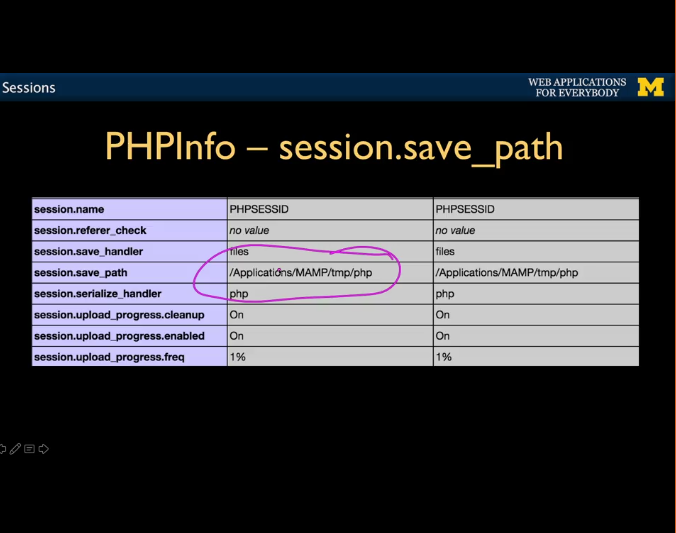 Sessions
WEB APPLICATIONS
FOR EVERYBODY
M
PHPInfo – session.save_path
session.name PHPSESSID PHPSESSID
session.referer_check no value no value
session.save_handler files files
session.save_path /Applications/MAMP/tmp/php /Applications/MAMP/tmp/php
session.serialize_handler php php
session.upload_progress.cleanup On On
session.upload_progress.enabled On On
session.upload_progress.freq 1% 1%